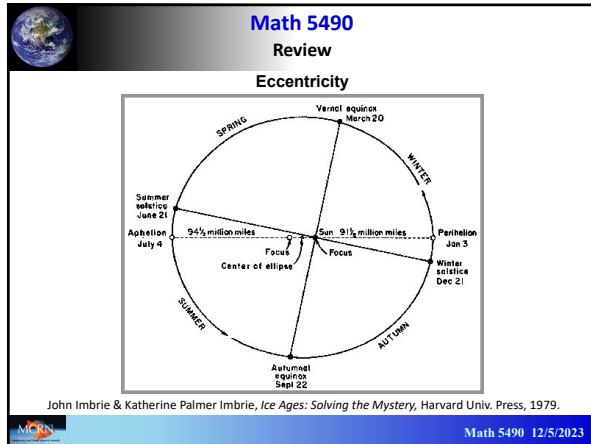 Math 5490
Review
Eccentricity
Vernal equinox
March 20
SPRING
WINTER
Summer
solstice
June 21
Aphelion
July 4
94½ million miles
Sun 91½ million miles
Perihelion
Jan 3
Focus
Focus
Center of ellipse
Winter
solstice
Dec 21
SUMMER
AUTUMN
Autumnal
equinox
Sept 22
John Imbrie & Katherine Palmer Imbrie, Ice Ages: Solving the Mystery, Harvard Univ. Press, 1979.
MCRN
Math 5490 12/5/2023